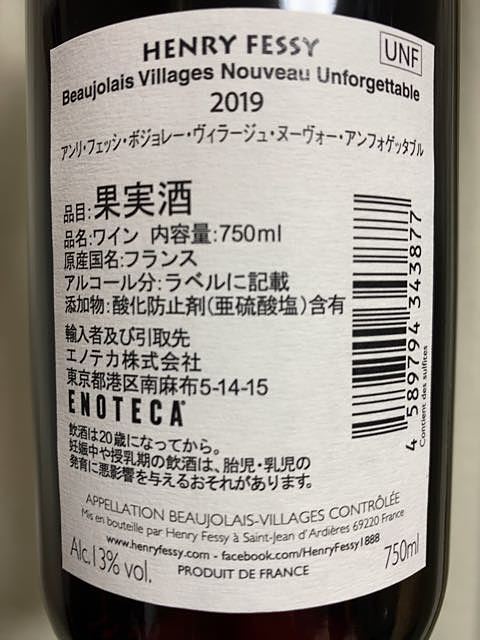 HENRY FESSY
UNF
Beaujolais Villages Nouveau Unforgettable
2019
アンリ・フェッシ・ボジョレー・ヴィラージュ・ヌーヴォー・アンフォゲッタブル
品目:果実酒
品名:ワイン 内容量:750ml
原産国名:フランス
アルコール分:ラベルに記載
添加物:酸化防止剤(亜硫酸塩)含有
輸入者及び引取先
エノテカ株式会社
東京都港区南麻布5-14-15
ENOTECA
飲酒は20歳になってから。
妊娠中や授乳期の飲酒は、胎児・乳児の
発育に悪影響を与えるおそれがあります。
4 589794 343877
Contient des sulfites
APPELLATION BEAUJOLAIS-VILLAGES CONTRÔLÉE
Mis en bouteille par Henry Fessy à Saint-Jean d'Ardières 69220 France
www.henryfessy.com - facebook.com/HenryFessy1888
Alc.13% vol.
PRODUIT DE FRANCE
750ml